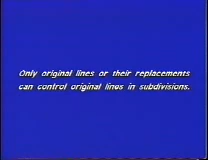 Only original lines or their replacements
can control original lines in subdivisions.